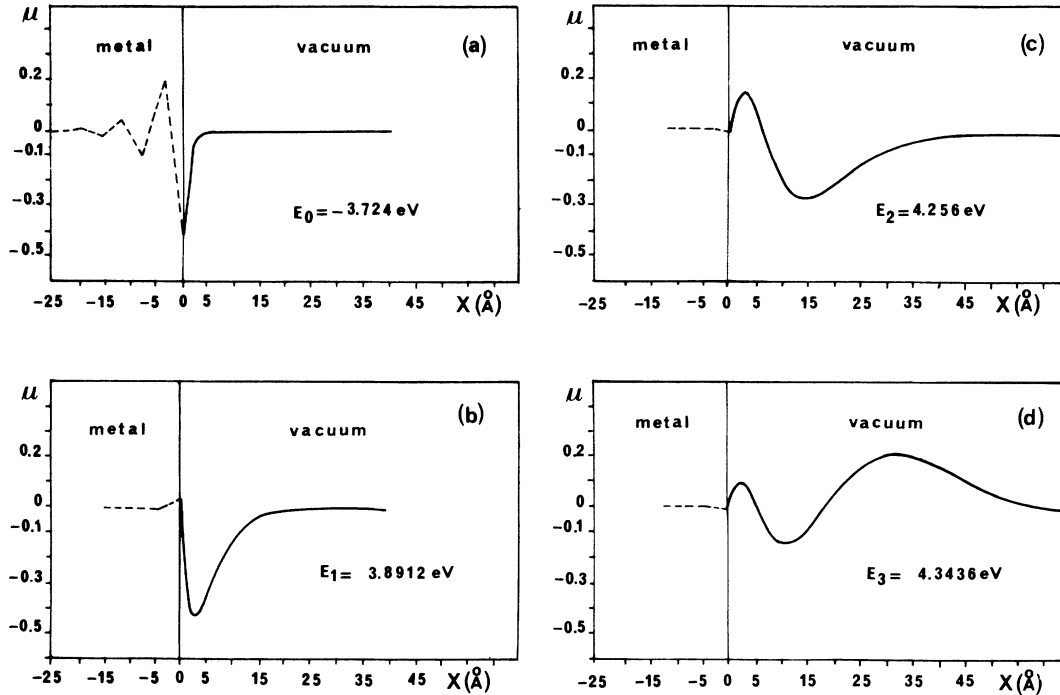 μ
metal
vacuum
(a)
0.2
0
-0.1
-0.3
-0.5
E0=-3.724 eV
-25 -15 -5 0 5 15 25 35 45 X(Å)
μ
metal
vacuum
(c)
0.2
0
-0.1
-0.3
-0.5
E2=4.256 eV
-25 -15 -5 0 5 15 25 35 45 X(Å)
μ
metal
vacuum
(b)
0.2
0
-0.1
-0.3
-0.5
E1= 3.8912 eV
-25 -15 -5 0 5 15 25 35 45 X(Å)
μ
metal
vacuum
(d)
0.2
0
-0.1
-0.3
-0.5
E3= 4.3436 eV
-25 -15 -5 0 5 15 25 35 45 X(Å)